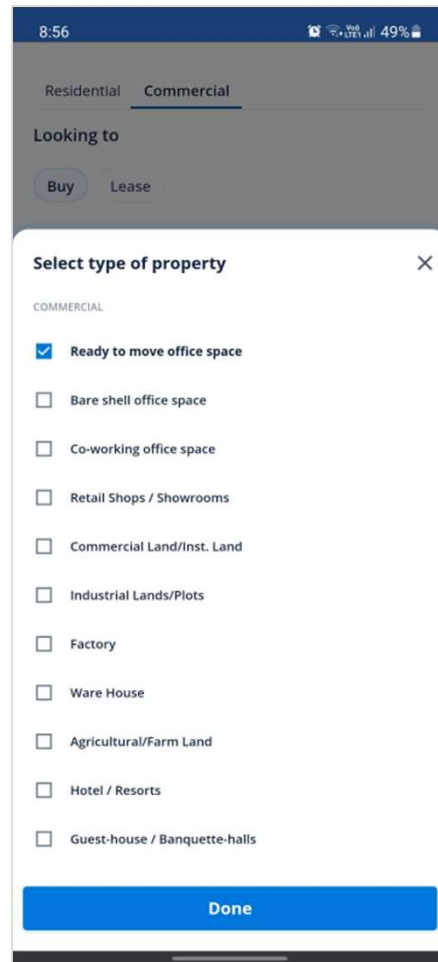 8:56 49%
Residential Commercial
Looking to
Buy Lease
Select type of property
COMMERCIAL
Ready to move office space
Bare shell office space
Co-working office space
Retail Shops / Showrooms
Commercial Land/Inst. Land
Industrial Lands/Plots
Factory
Ware House
Agricultural/Farm Land
Hotel / Resorts
Guest-house / Banquette-halls
Done